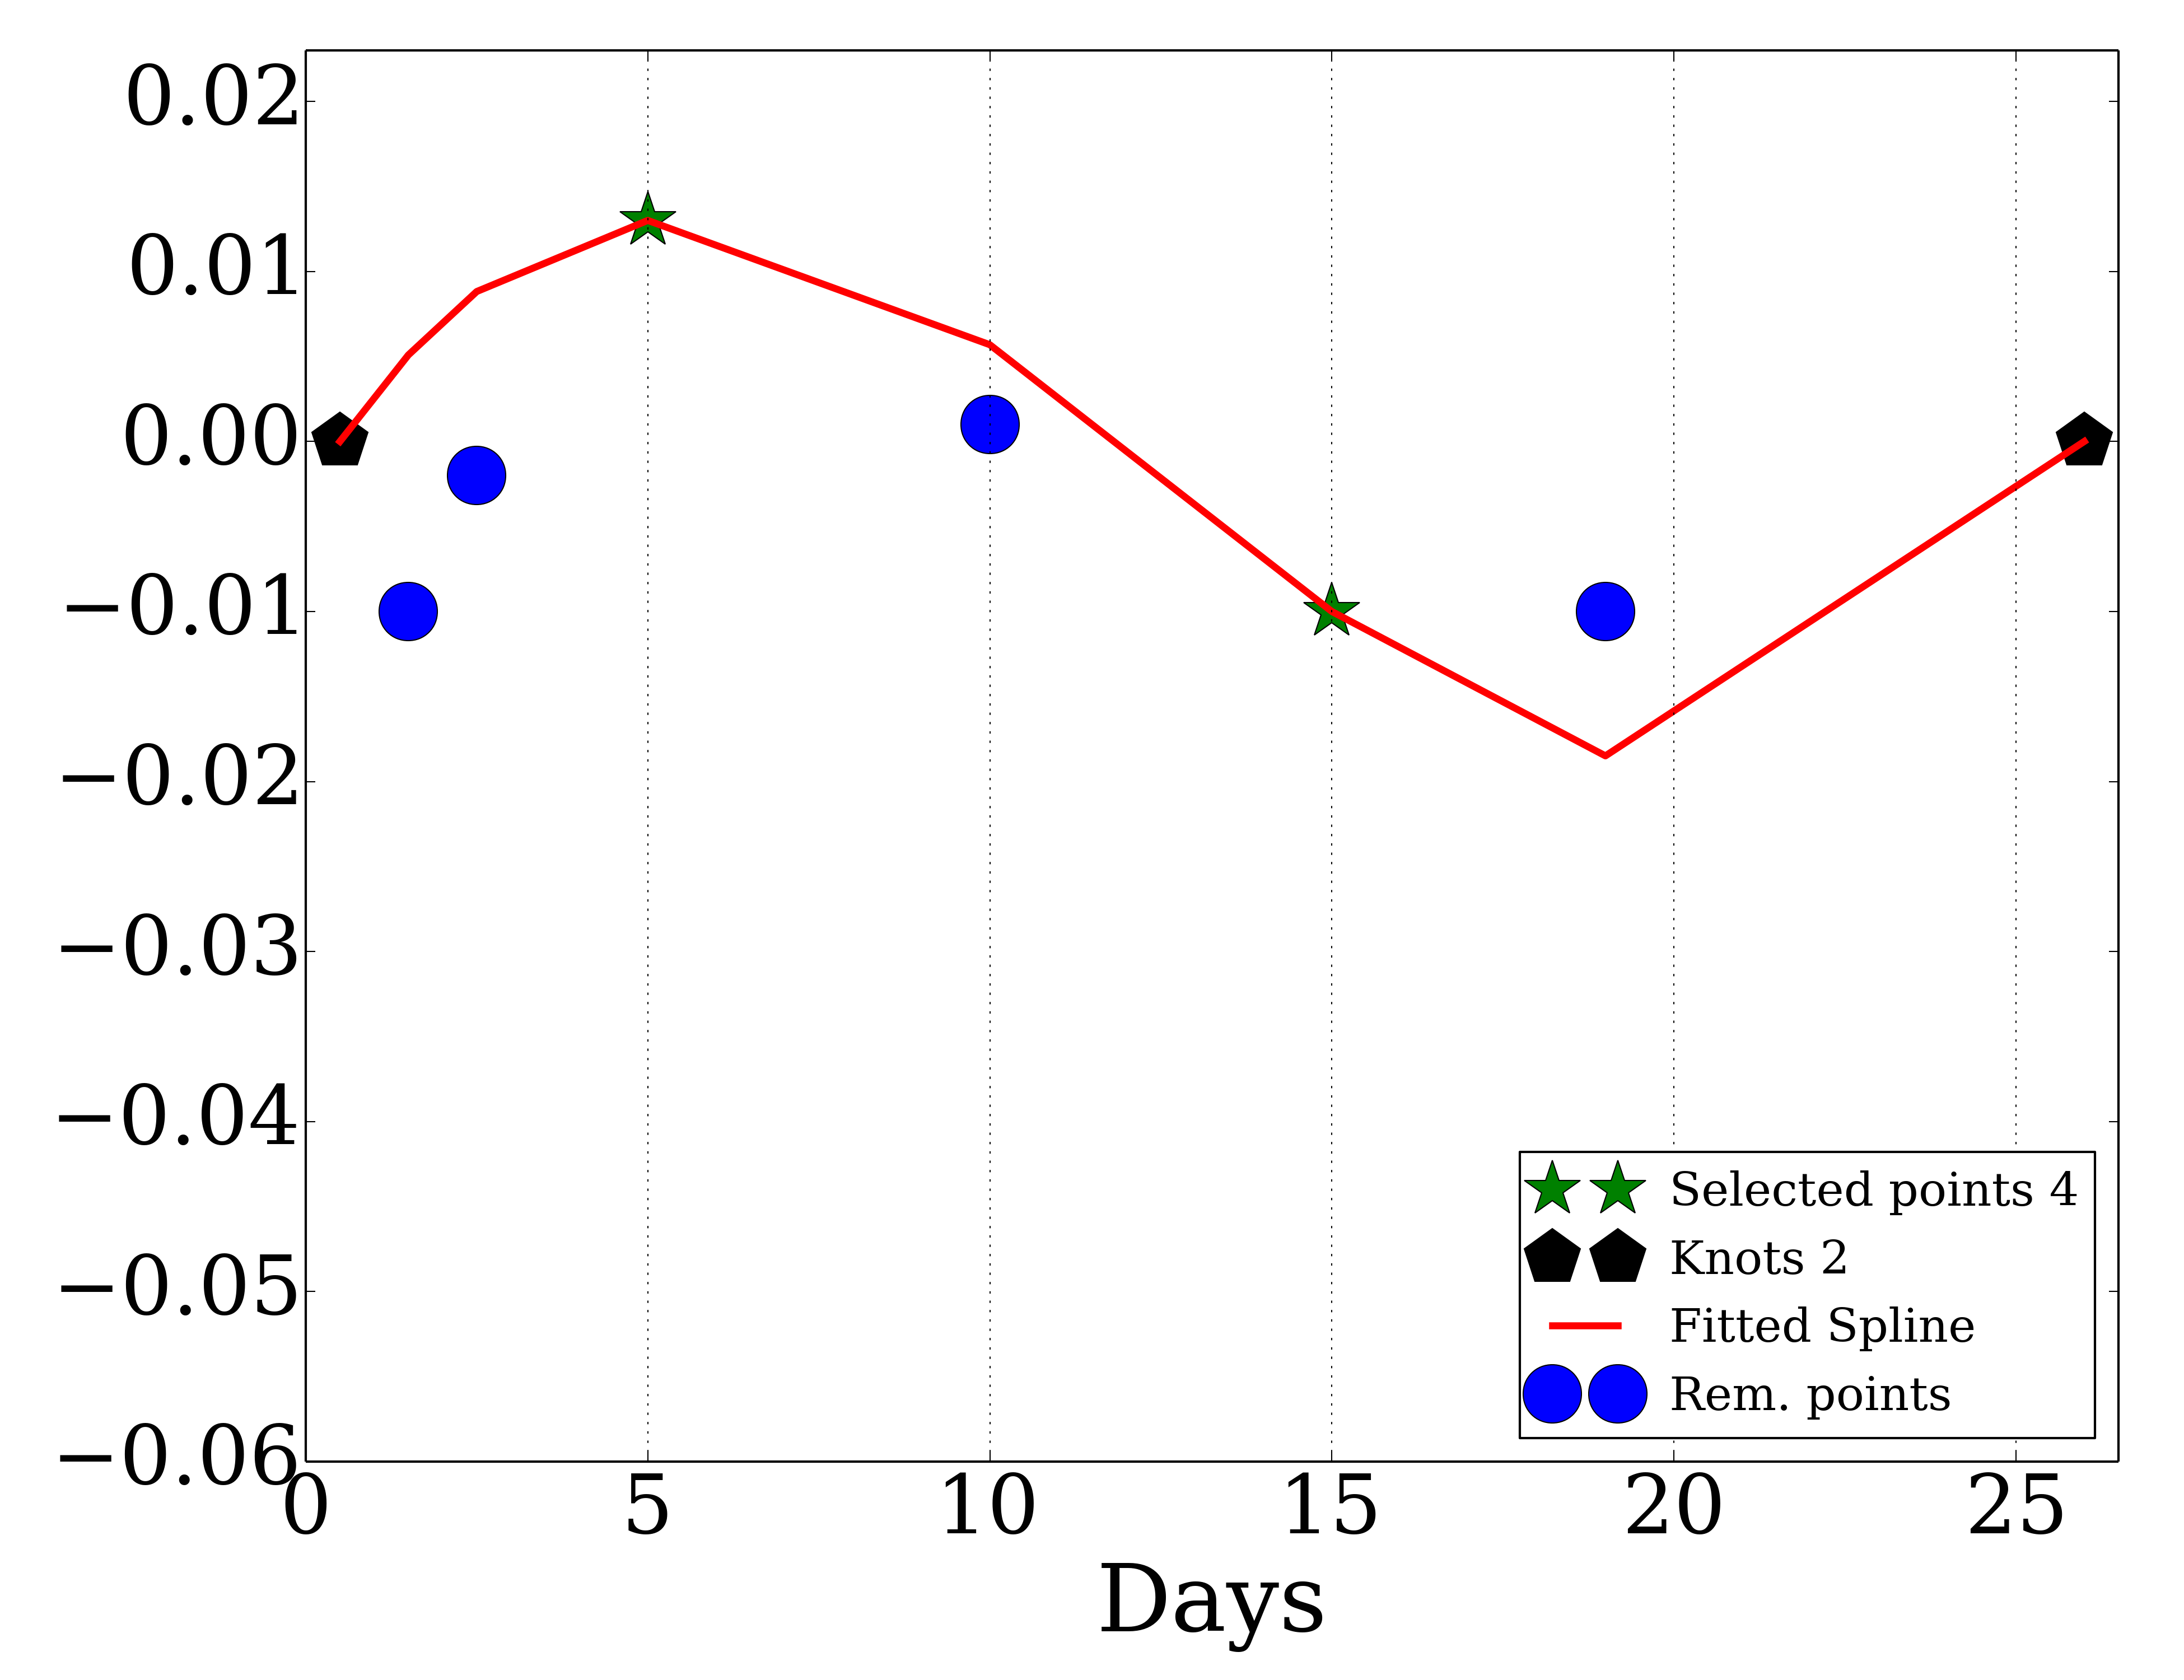 0.02
0.01
0.00
−0.01
−0.02
−0.03
−0.04
−0.05
−0.06
0 5 10 15 20 25
Days
Selected points 4
Knots 2
Fitted Spline
Rem. points